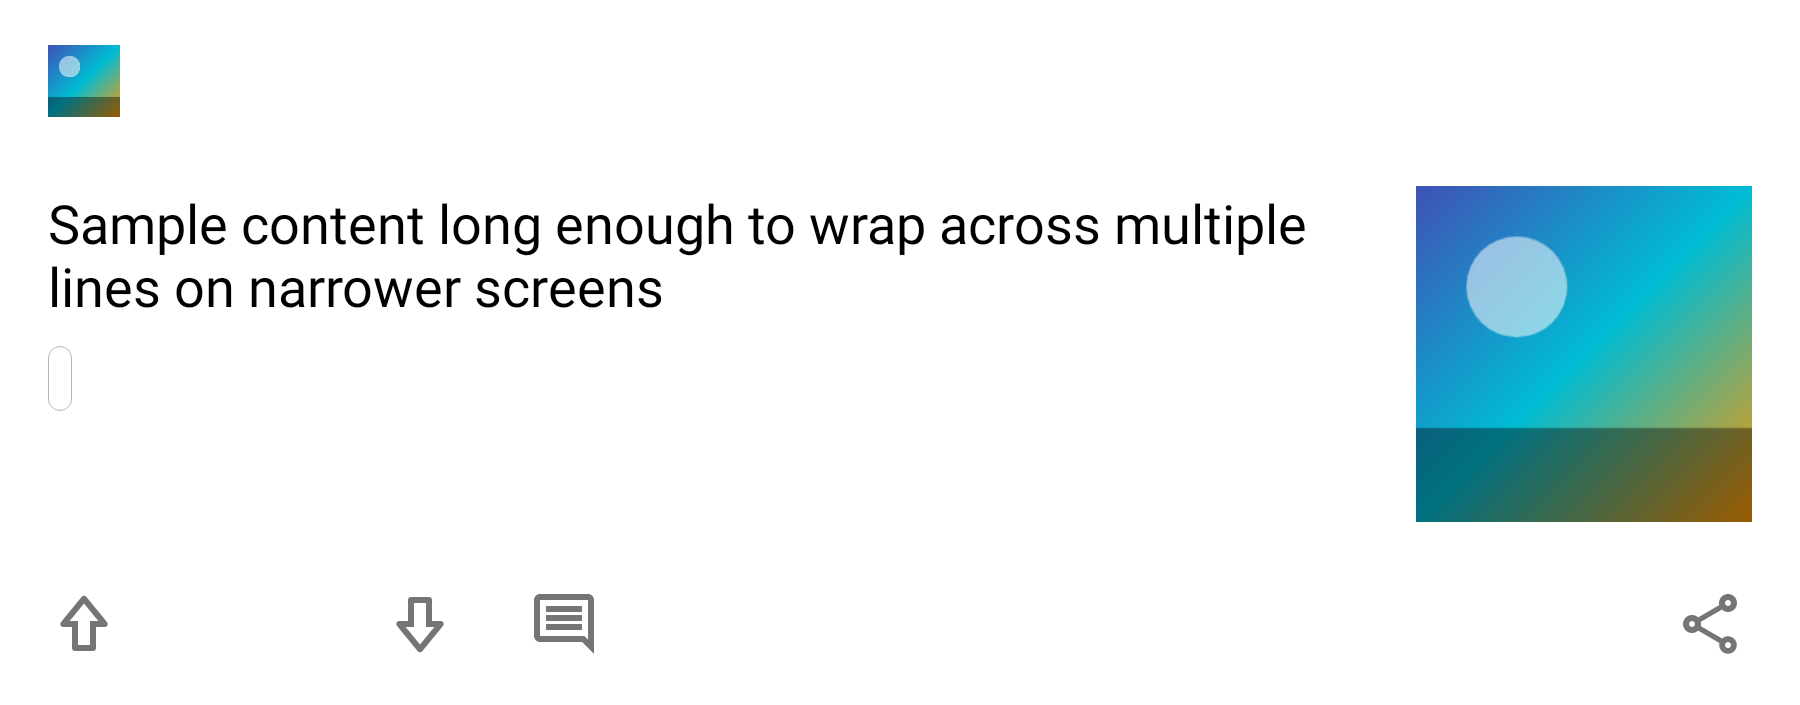 Sample content long enough to wrap across multiple
lines on narrower screens